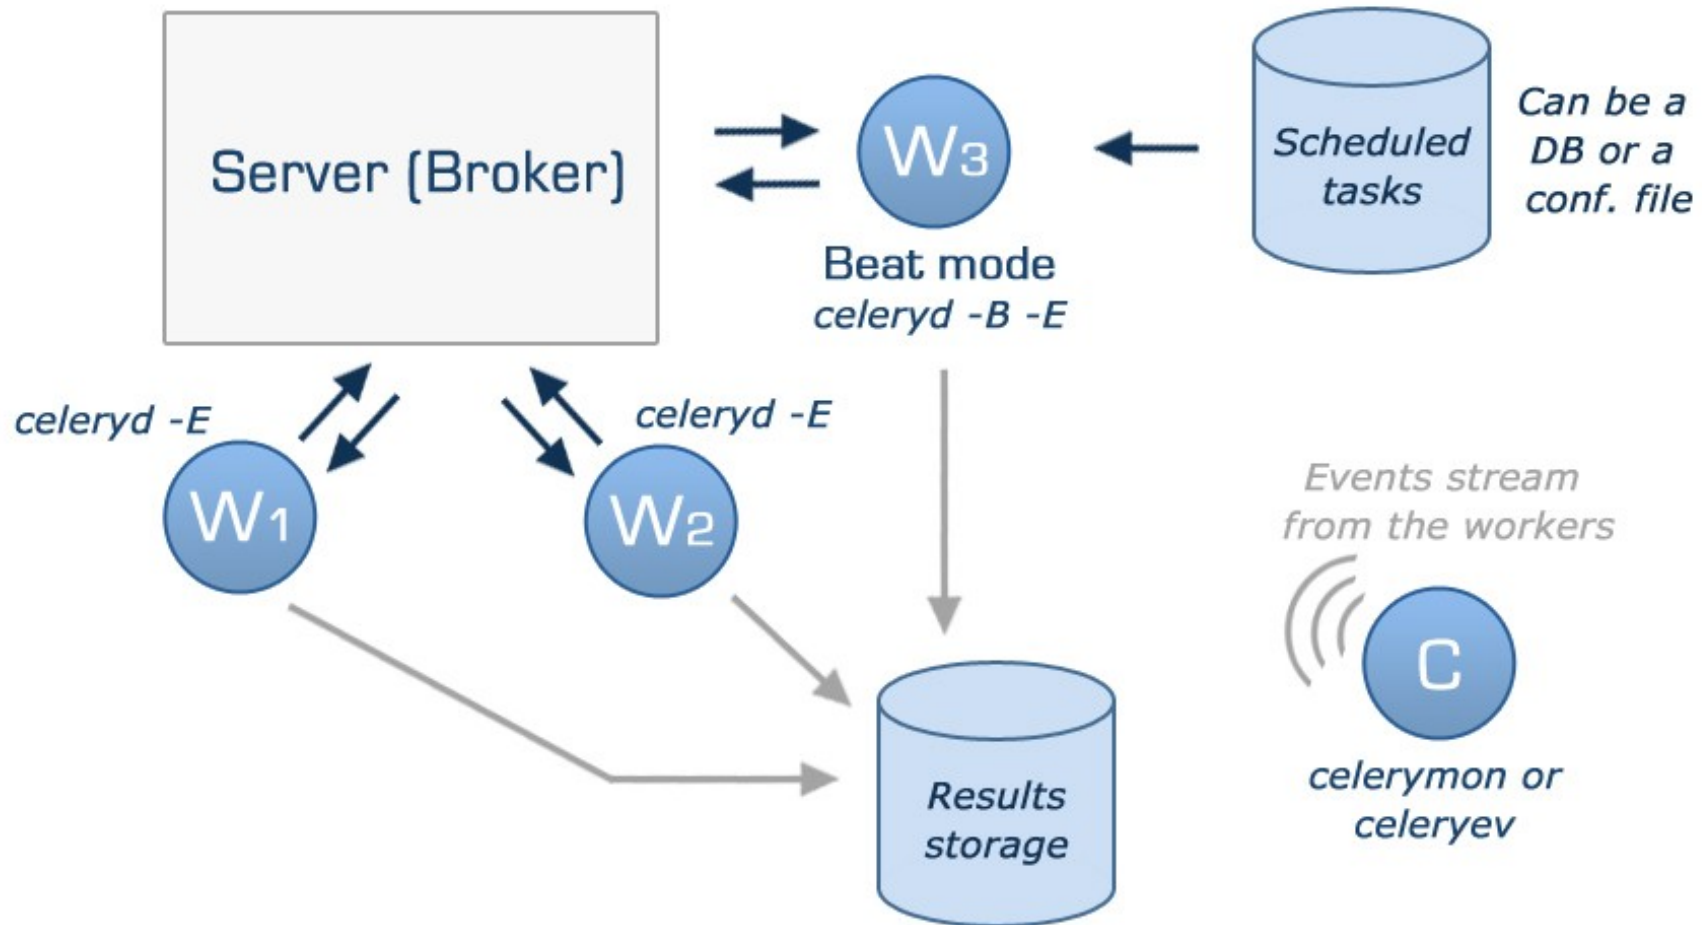 Server (Broker)
W3
Beat mode
celeryd -B -E
Scheduled
tasks
Can be a
DB or a
conf. file
celeryd -E
W1
celeryd -E
W2
Events stream
from the workers
C
celerymon or
celeryev
Results
storage